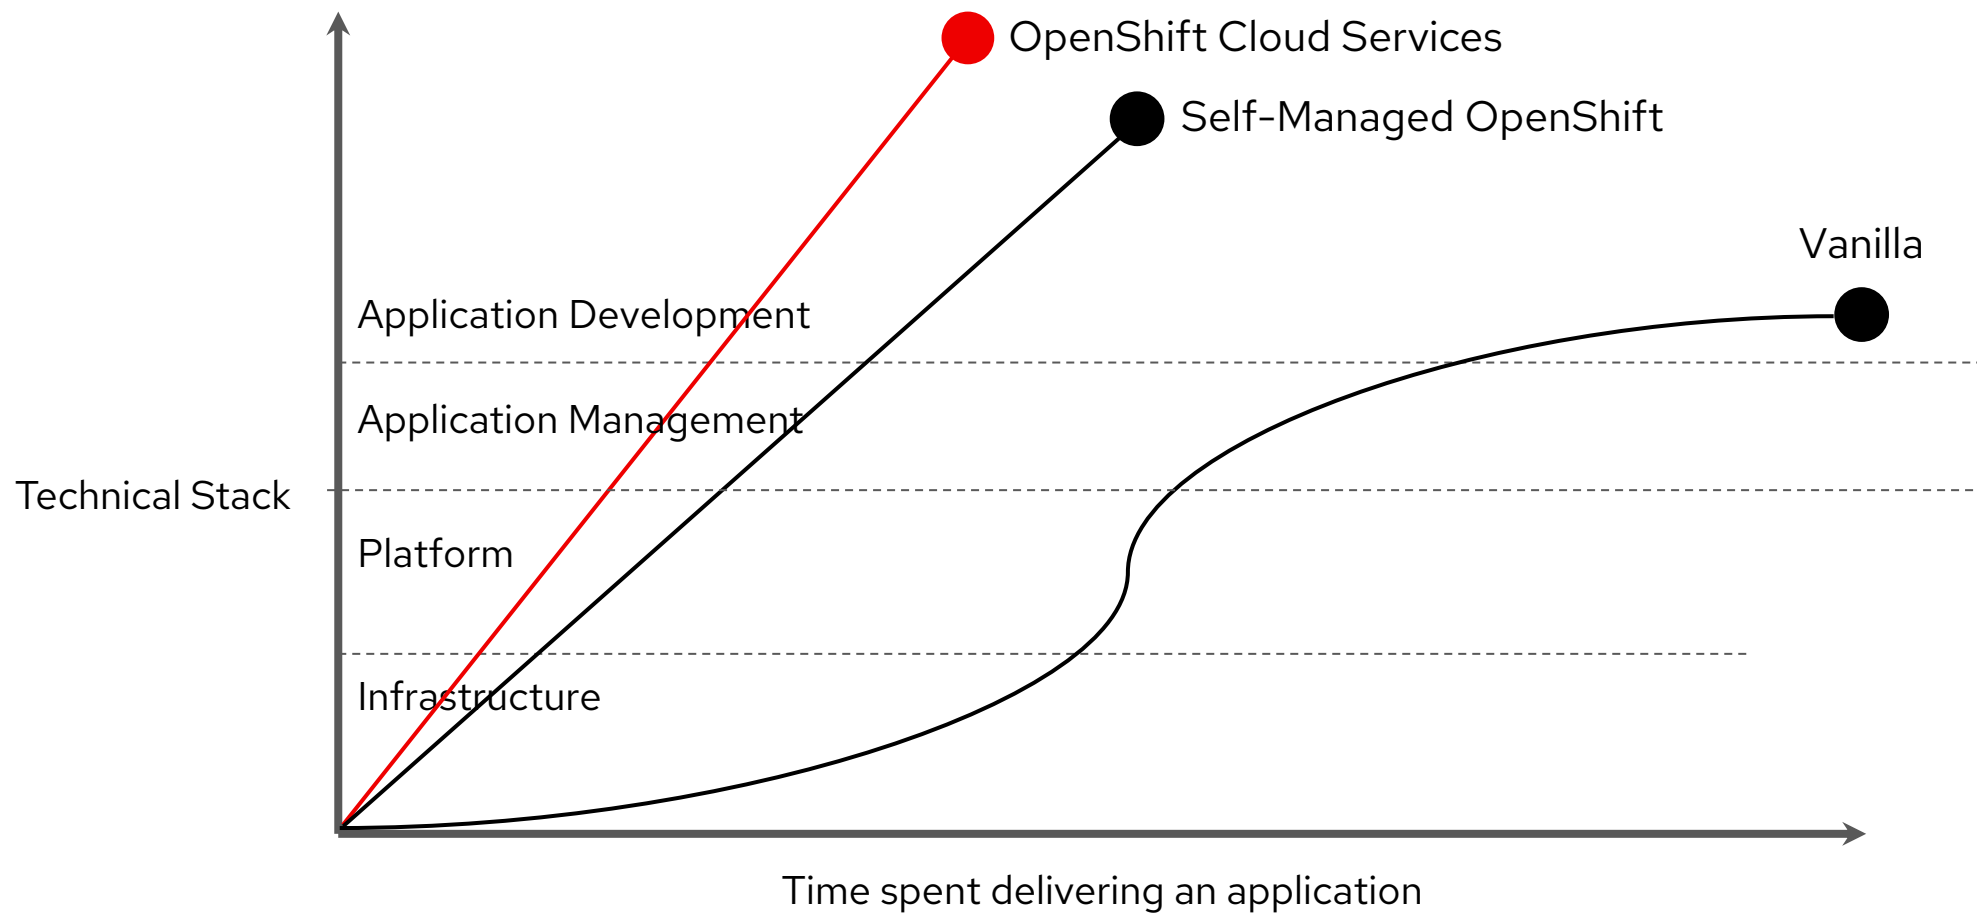 OpenShift Cloud Services
Self-Managed OpenShift
Vanilla
Application Development
Application Management
Technical Stack
Platform
Infrastructure
Time spent delivering an application